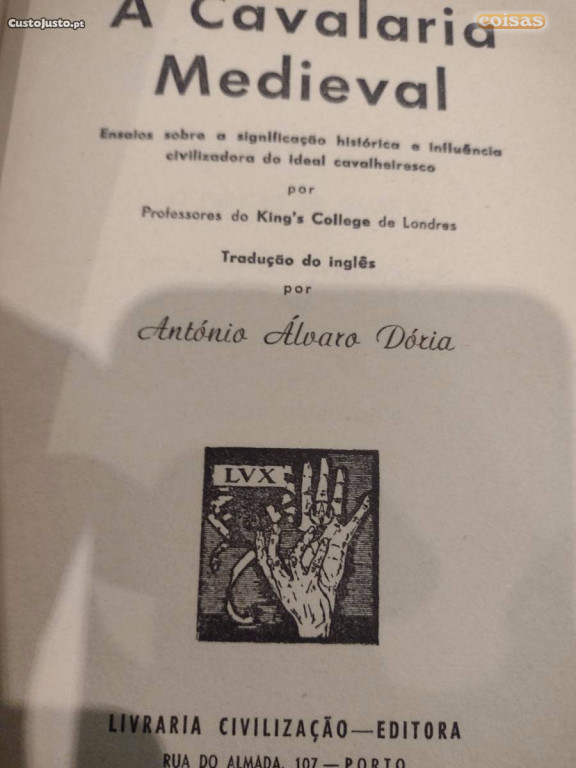 CustoJusto.pt
coisas
A Cavalaria
Medieval
Ensaios sobre a significação histórica e influência
civilizadora do ideal cavalheiresco
por
Professores do King's College de Londres
Tradução do inglês
por
António Álvaro Dória
LVX
LIVRARIA CIVILIZAÇÃO—EDITORA
RUA DO ALMADA, 107 — PORTO